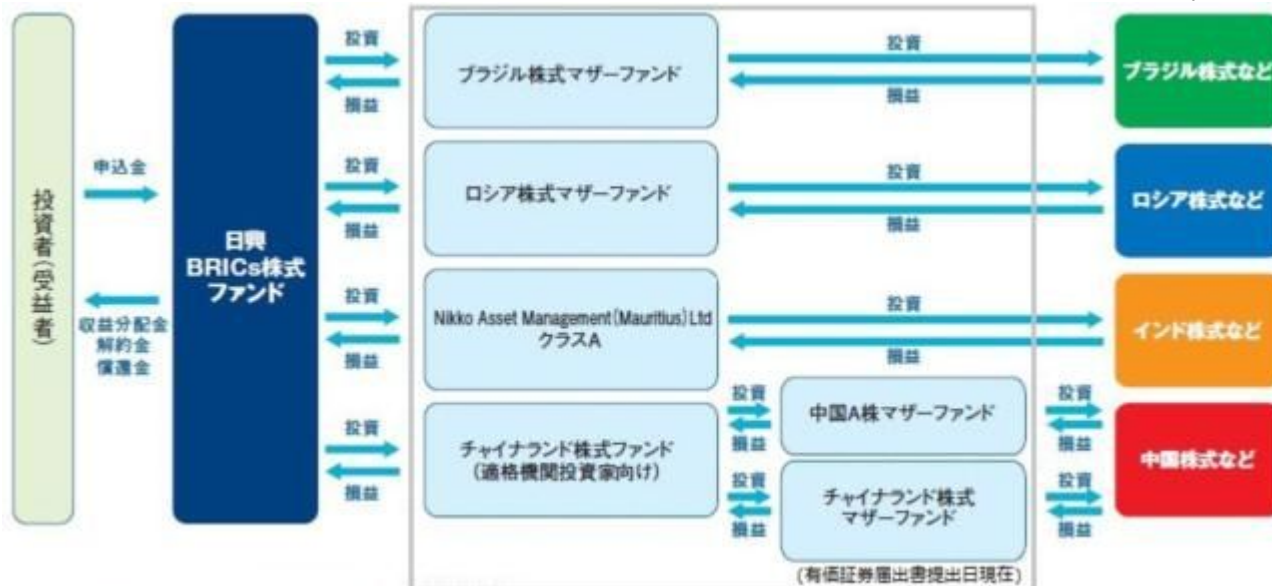 投資者(受益者)
申込金
収益分配金
解約金
償還金
日興
BRICs株式
ファンド
投資
損益
ブラジル株式マザーファンド
投資
損益
ブラジル株式など
投資
損益
ロシア株式マザーファンド
投資
損益
ロシア株式など
投資
損益
Nikko Asset Management(Mauritius)Ltd
クラスA
投資
損益
インド株式など
投資
損益
チャイナランド株式ファンド
(適格機関投資家向け)
投資
損益
中国A株マザーファンド
投資
損益
投資
損益
チャイナランド株式
マザーファンド
投資
損益
中国株式など
(有価証券届出書提出日現在)